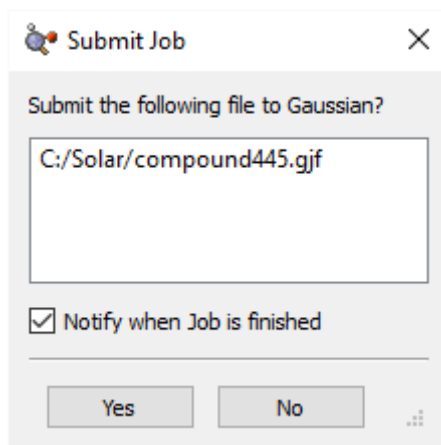 Submit Job
Submit the following file to Gaussian?
C:/Solar/compound445.gjf
Notify when Job is finished
Yes No